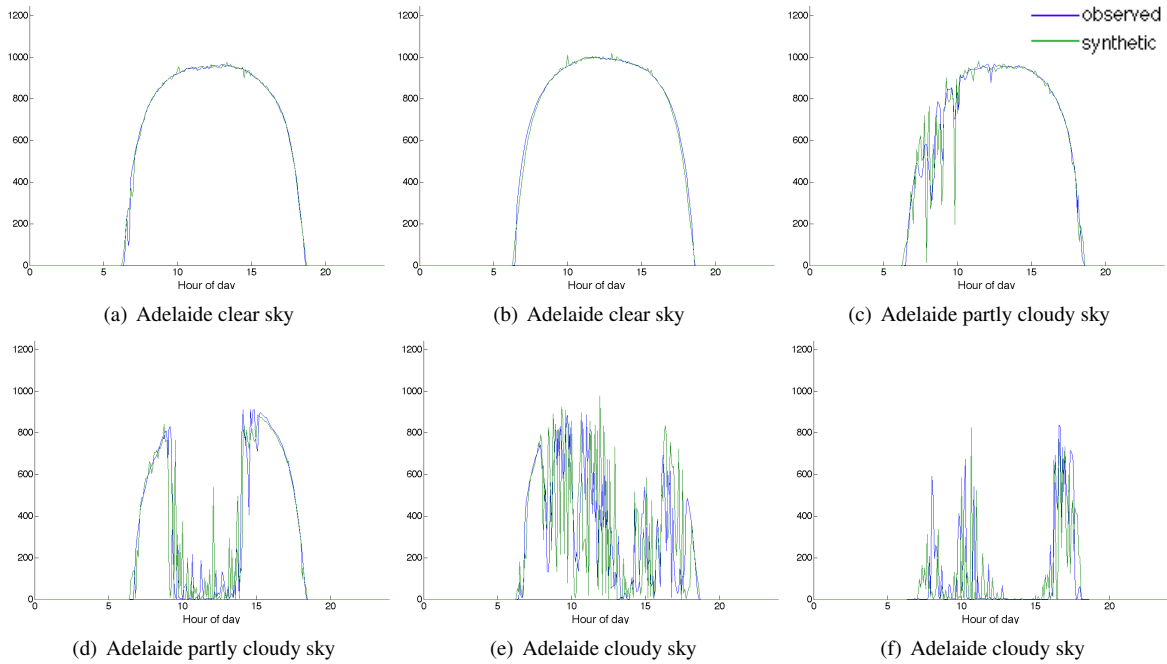 observed
synthetic
1200
1000
800
600
400
200
0
0 5 10 15 20
Hour of day
(a) Adelaide clear sky
1200
1000
800
600
400
200
0
0 5 10 15 20
Hour of day
(b) Adelaide clear sky
1200
1000
800
600
400
200
0
0 5 10 15 20
Hour of day
(c) Adelaide partly cloudy sky
1200
1000
800
600
400
200
0
0 5 10 15 20
Hour of day
(d) Adelaide partly cloudy sky
1200
1000
800
600
400
200
0
0 5 10 15 20
Hour of day
(e) Adelaide cloudy sky
1200
1000
800
600
400
200
0
0 5 10 15 20
Hour of day
(f) Adelaide cloudy sky